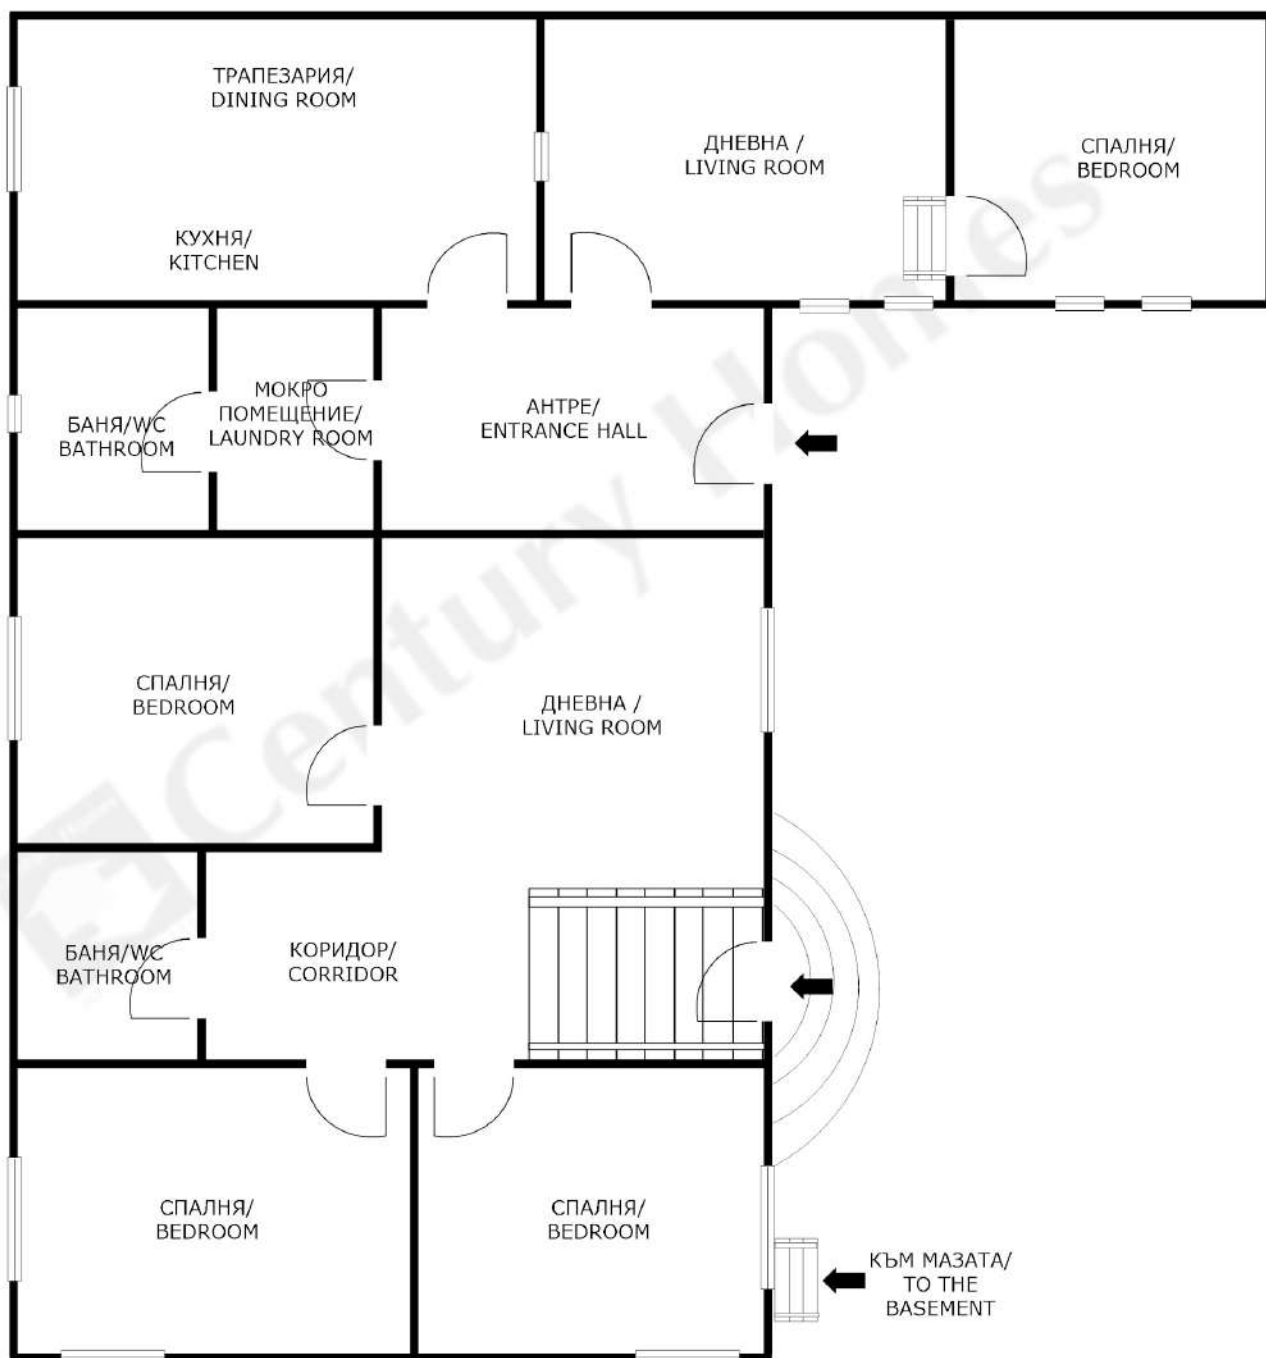 ТРАПЕЗАРИЯ/
DINING ROOM
ДНЕВНА /
LIVING ROOM
СПАЛНЯ/
BEDROOM
КУХНЯ/
KITCHEN
БАНЯ/WC
BATHROOM
МОКРО
ПОМЕЩЕНИЕ/
LAUNDRY ROOM
АНТРЕ/
ENTRANCE HALL
СПАЛНЯ/
BEDROOM
ДНЕВНА /
LIVING ROOM
БАНЯ/WC
BATHROOM
КОРИДОР/
CORRIDOR
СПАЛНЯ/
BEDROOM
СПАЛНЯ/
BEDROOM
КЪМ МАЗАТА/
TO THE
BASEMENT
Century Homes